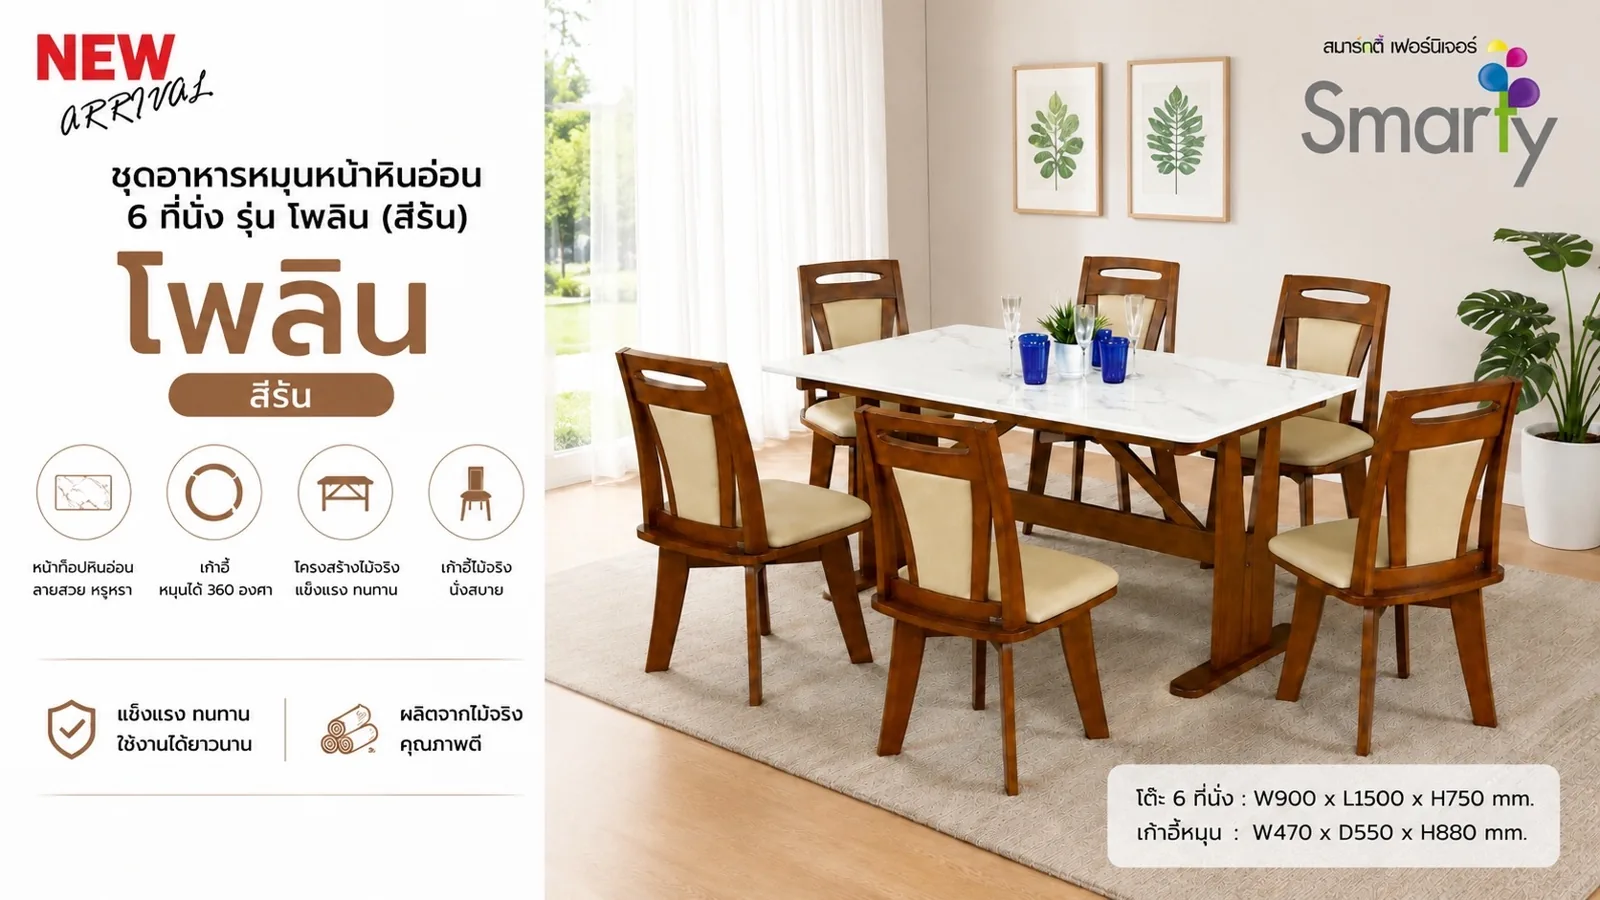 NEW
ARRIVAL
ชุดอาหารหมุนหน้าหินอ่อน
6 ที่นั่ง รุ่น โพลิน (สีรัน)
โพลิน
สีรัน
หน้าท็อปหินอ่อน
ลายสวย หรูหรา
เก้าอี้
หมุนได้ 360 องศา
โครงสร้างไม้จริง
แข็งแรง ทนทาน
เก้าอี้ไม้จริง
นั่งสบาย
แข็งแรง ทนทาน
ใช้งานได้ยาวนาน
ผลิตจากไม้จริง
คุณภาพดี
สมาร์ทตี้ เฟอร์นิเจอร์
Smarty
โต๊ะ 6 ที่นั่ง : W900 x L1500 x H750 mm.
เก้าอี้หมุน : W470 x D550 x H880 mm.